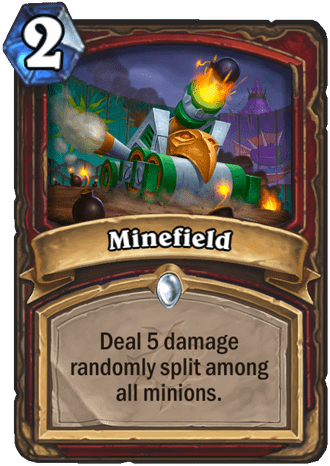 2
Minefield
Deal 5 damage
randomly split among
all minions.